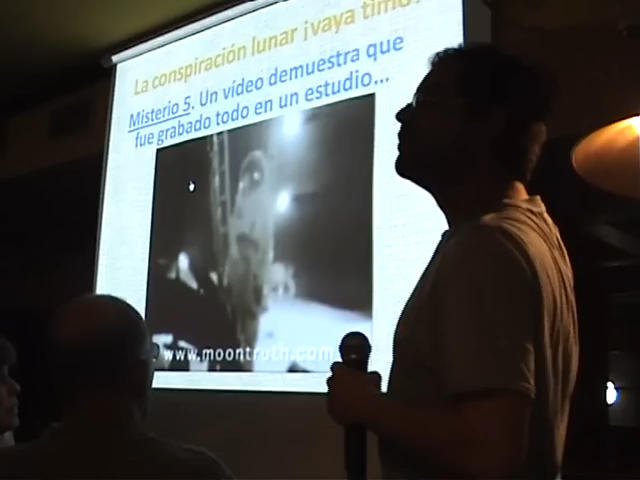 La conspiración lunar ¡vaya timo!
Misterio 5. Un vídeo demuestra que
fue grabado todo en un estudio...
www.moontruth.com